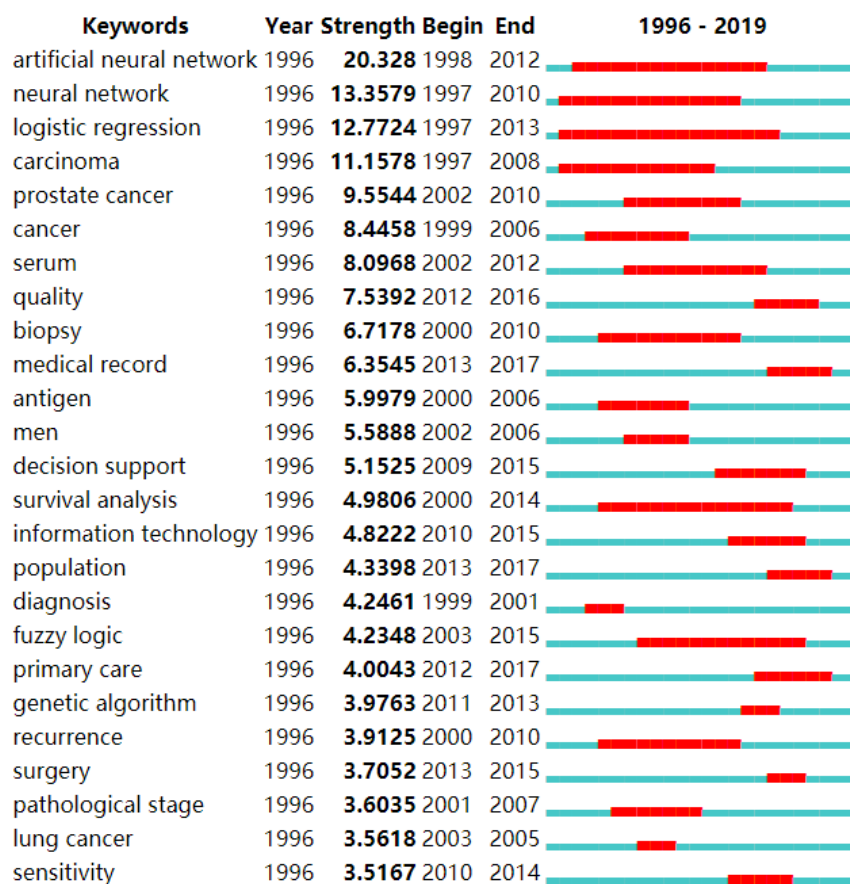 Keywords Year Strength Begin End 1996 - 2019
artificial neural network 1996 20.328 1998 2012
neural network 1996 13.3579 1997 2010
logistic regression 1996 12.7724 1997 2013
carcinoma 1996 11.1578 1997 2008
prostate cancer 1996 9.5544 2002 2010
cancer 1996 8.4458 1999 2006
serum 1996 8.0968 2002 2012
quality 1996 7.5392 2012 2016
biopsy 1996 6.7178 2000 2010
medical record 1996 6.3545 2013 2017
antigen 1996 5.9979 2000 2006
men 1996 5.5888 2002 2006
decision support 1996 5.1525 2009 2015
survival analysis 1996 4.9806 2000 2014
information technology 1996 4.8222 2010 2015
population 1996 4.3398 2013 2017
diagnosis 1996 4.2461 1999 2001
fuzzy logic 1996 4.2348 2003 2015
primary care 1996 4.0043 2012 2017
genetic algorithm 1996 3.9763 2011 2013
recurrence 1996 3.9125 2000 2010
surgery 1996 3.7052 2013 2015
pathological stage 1996 3.6035 2001 2007
lung cancer 1996 3.5618 2003 2005
sensitivity 1996 3.5167 2010 2014